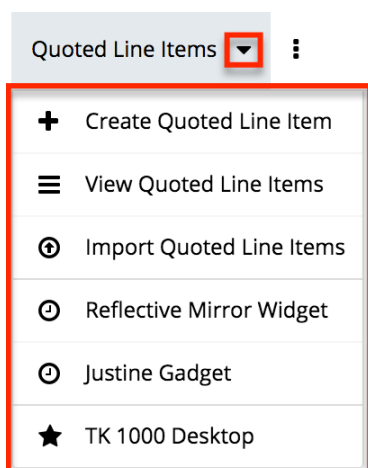 Quoted Line Items
Create Quoted Line Item
View Quoted Line Items
Import Quoted Line Items
Reflective Mirror Widget
Justine Gadget
TK 1000 Desktop